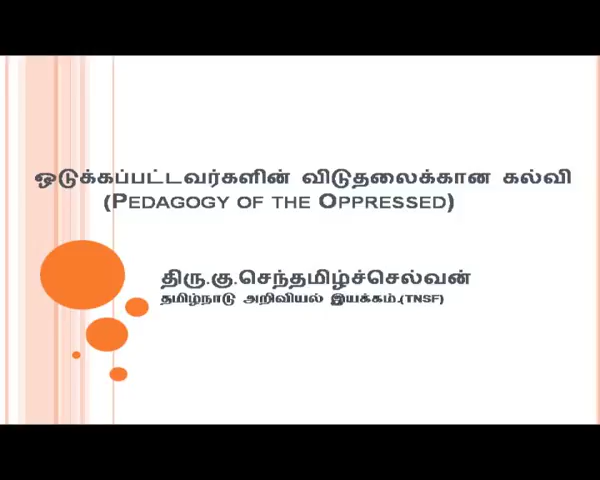 ஒடுக்கப்பட்டவர்களின் விடுதலைக்கான கல்வி
(PEDAGOGY OF THE OPPRESSED)
திரு.கு.செந்தமிழ்ச்செல்வன்
தமிழ்நாடு அறிவியல் இயக்கம்.(TNSF)